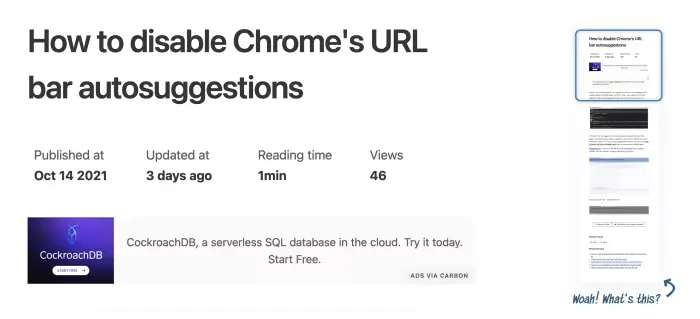 How to disable Chrome's URL
bar autosuggestions
Published at
Updated at
Reading time
Views
Oct 14 2021
3 days ago
1min
46
CockroachDB
START FREE
CockroachDB, a serverless SQL database in the cloud. Try it today.
Start Free.
ADS VIA CARBON
How to disable Chrome's URL
bar autosuggestions
Woah! What's this?